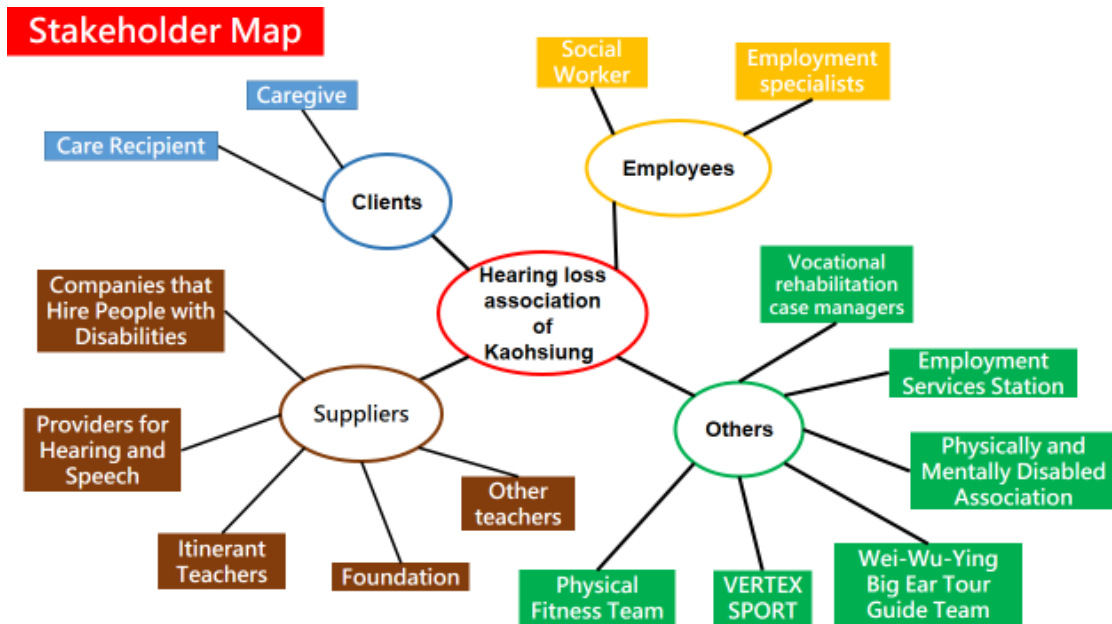 Stakeholder Map
Caregive
Care Recipient
Clients
Social
Worker
Employment
specialists
Employees
Hearing loss
association
of
Kaohsiung
Companies that
Hire People with
Disabilities
Providers for
Hearing and
Speech
Itinerant
Teachers
Foundation
Other
teachers
Suppliers
Vocational
rehabilitation
case managers
Employment
Services Station
Physically and
Mentally Disabled
Association
Wei-Wu-Ying
Big Ear Tour
Guide Team
VERTEX
SPORT
Physical
Fitness Team
Others